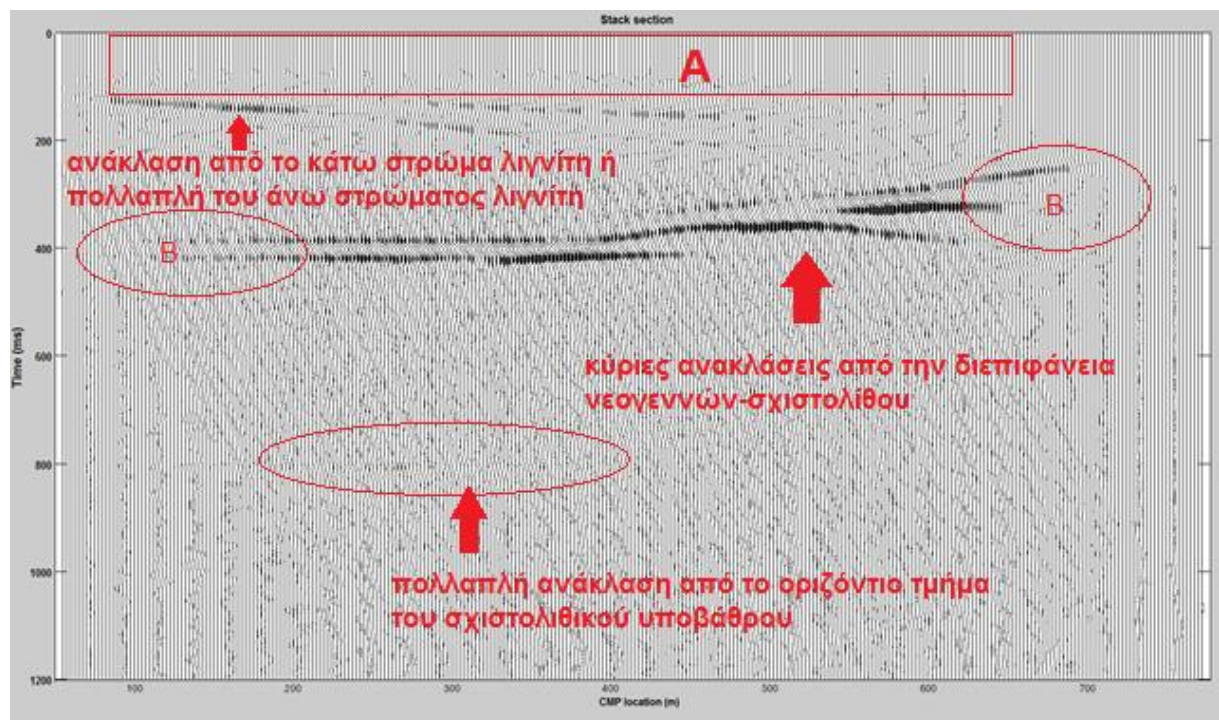 Stack section
0
A
200
ανάκλαση από το κάτω στρώμα λιγνίτη ή
πολλαπλή του άνω στρώματος λιγνίτη
B
B
400
Time (ms)
600
κύριες ανακλάσεις από την διεπιφάνεια
νεογεννών-σχιστολίθου
800
1000
πολλαπλή ανάκλαση από το οριζόντιο τμήμα
του σχιστολιθικού υποβάθρου
1200
100 200 300 400 500 600 700
CMP location (m)